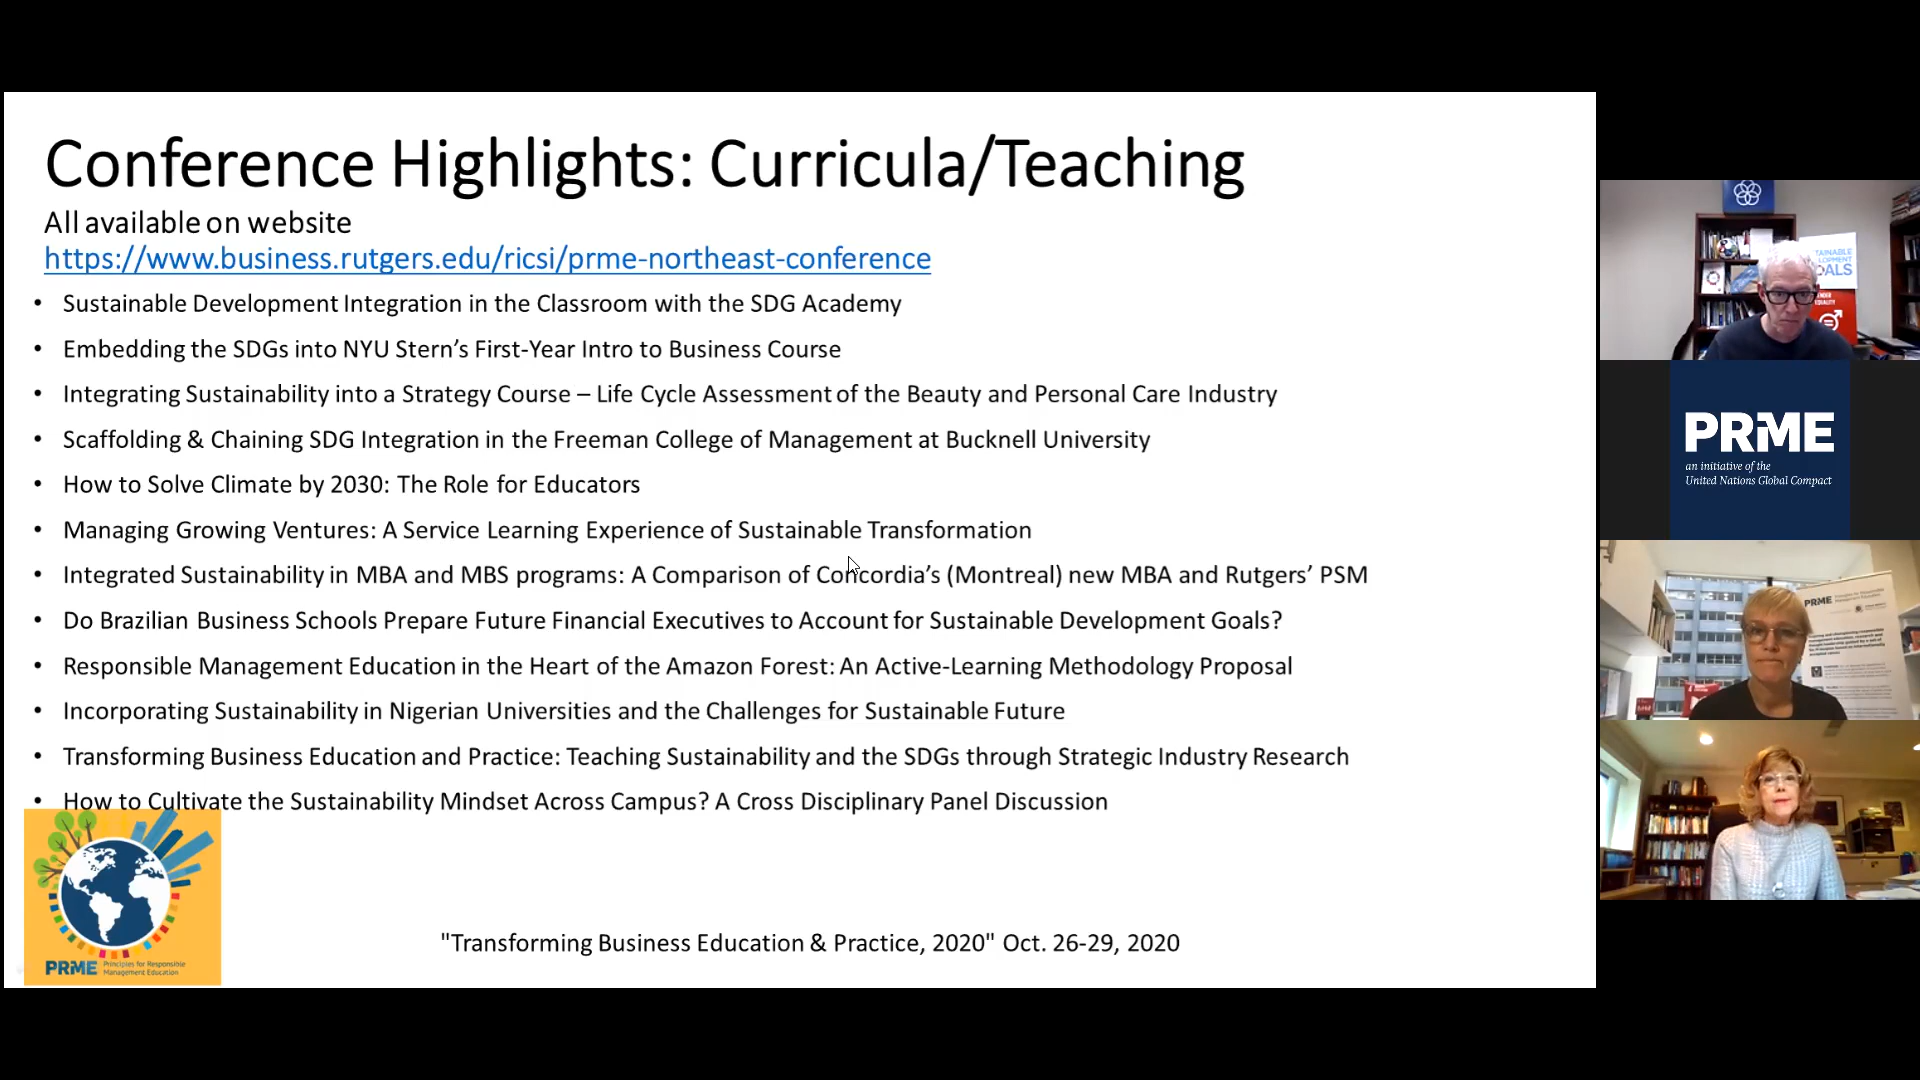 Conference Highlights: Curricula/Teaching
All available on website
https://www.business.rutgers.edu/ricsi/prme-northeast-conference
• Sustainable Development Integration in the Classroom with the SDG Academy
• Embedding the SDGs into NYU Stern’s First-Year Intro to Business Course
• Integrating Sustainability into a Strategy Course – Life Cycle Assessment of the Beauty and Personal Care Industry
• Scaffolding & Chaining SDG Integration in the Freeman College of Management at Bucknell University
• How to Solve Climate by 2030: The Role for Educators
• Managing Growing Ventures: A Service Learning Experience of Sustainable Transformation
• Integrated Sustainability in MBA and MBS programs: A Comparison of Concordia’s (Montreal) new MBA and Rutgers’ PSM
• Do Brazilian Business Schools Prepare Future Financial Executives to Account for Sustainable Development Goals?
• Responsible Management Education in the Heart of the Amazon Forest: An Active-Learning Methodology Proposal
• Incorporating Sustainability in Nigerian Universities and the Challenges for Sustainable Future
• Transforming Business Education and Practice: Teaching Sustainability and the SDGs through Strategic Industry Research
• How to Cultivate the Sustainability Mindset Across Campus? A Cross Disciplinary Panel Discussion
PRME Principles for Responsible
Management Education
"Transforming Business Education & Practice, 2020" Oct. 26-29, 2020
PRME
an initiative of the
United Nations Global Compact
PRME